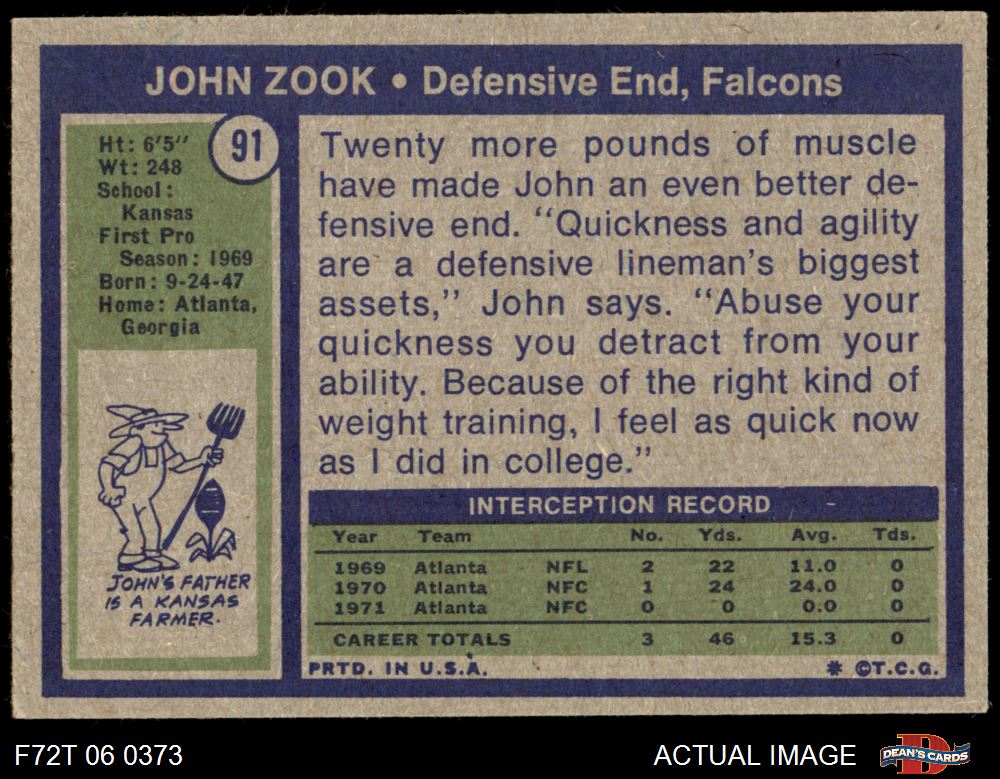 JOHN ZOOK • Defensive End, Falcons
91
Ht: 6'5"
Wt: 248
School:
Kansas
First Pro
Season: 1969
Born: 9-24-47
Home: Atlanta,
Georgia
JOHN'S FATHER
IS A KANSAS
FARMER.
Twenty more pounds of muscle
have made John an even better de-
fensive end. "Quickness and agility
are a defensive lineman's biggest
assets," John says. "Abuse your
quickness you detract from your
ability. Because of the right kind of
weight training, I feel as quick now
as I did in college."
INTERCEPTION RECORD
Year Team No. Yds. Avg. Tds.
1969 Atlanta NFL 2 22 11.0 0
1970 Atlanta NFC 1 24 24.0 0
1971 Atlanta NFC 0 0 0.0 0
CAREER TOTALS 3 46 15.3 0
PRTD. IN U.S.A. * ©T.C.G.
F72T 06 0373 ACTUAL IMAGE DEAN'S CARDS